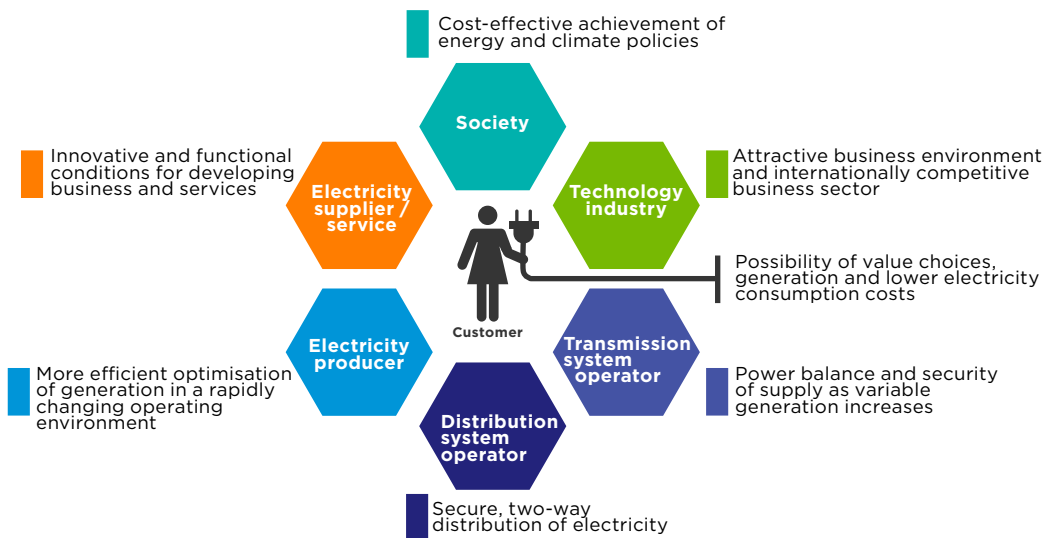 Cost-effective achievement of
energy and climate policies
Society
Innovative and functional
conditions for developing
business and services
Electricity
supplier /
service
Technology
industry
Attractive business environment
and internationally competitive
business sector
Possibility of value choices,
generation and lower electricity
consumption costs
Customer
Electricity
producer
Transmission
system
operator
More efficient optimisation
of generation in a rapidly
changing operating
environment
Power balance and security
of supply as variable
generation increases
Distribution
system
operator
Secure, two-way
distribution of electricity